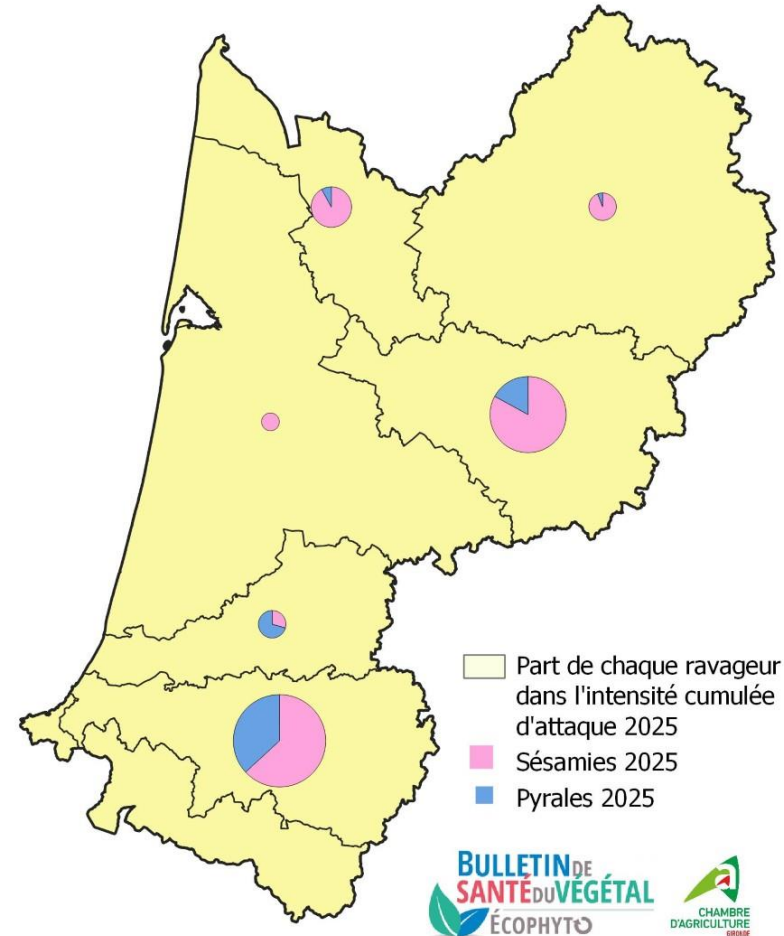 Part de chaque ravageur
dans l'intensité cumulée
d'attaque 2025
Sésamies 2025
Pyrales 2025
BULLETIN DE
SANTÉ DU VÉGÉTAL
ÉCOPHYTO
CHAMBRE
D'AGRICULTURE
GIRONDE